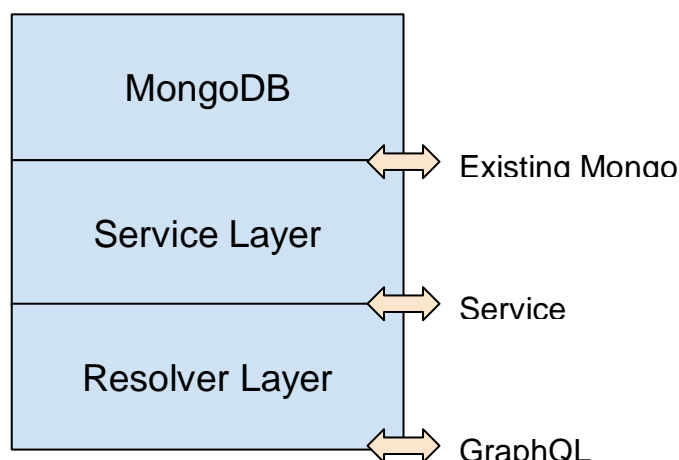 MongoDB
Existing Mongo
Service Layer
Service
Resolver Layer
GraphQL